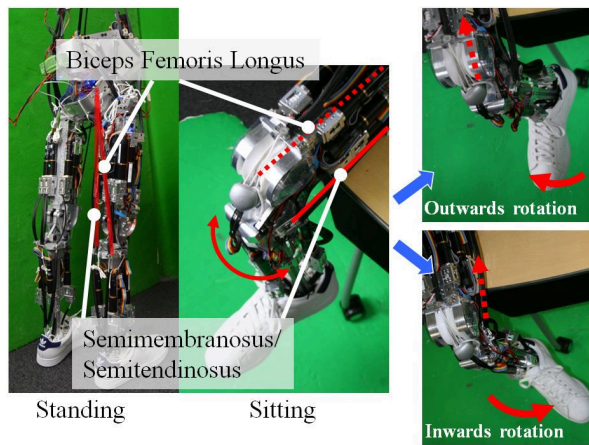 Biceps Femoris Longus
Semimembranosus/
Semitendinosus
Standing
Sitting
Outwards rotation
Inwards rotation